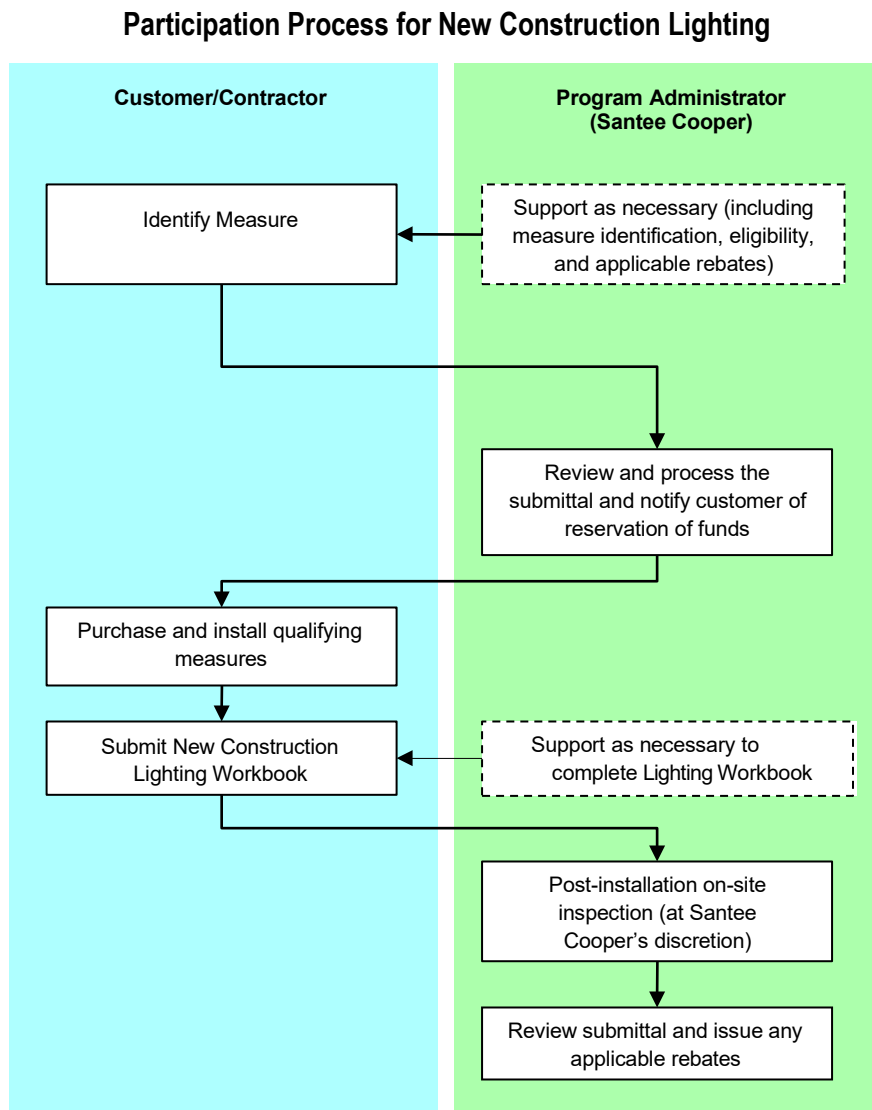 Participation Process for New Construction Lighting
Customer/Contractor
Program Administrator
(Santee Cooper)
Identify Measure
Support as necessary (including
measure identification, eligibility,
and applicable rebates)
Review and process the
submittal and notify customer of
reservation of funds
Purchase and install qualifying
measures
Submit New Construction
Lighting Workbook
Support as necessary to
complete Lighting Workbook
Post-installation on-site
inspection (at Santee
Cooper’s discretion)
Review submittal and issue any
applicable rebates